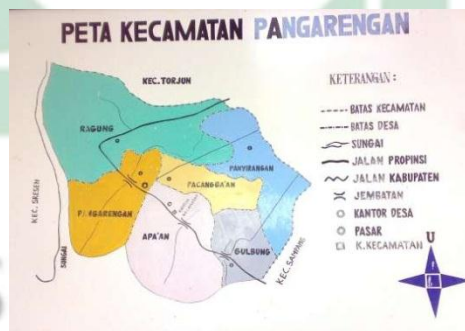 PETA KECAMATAN PANGARENGAN
KEC. TORJUN
RAGUNG
PANYIRANGAN
PACANGGAAN
PANGARENGAN
APA'AN
GULBUNG
KEC. SRESEH
SUNGAI
KEC. SAMPANG
KETERANGAN :
BATAS KECAMATAN
BATAS DESA
SUNGAI
JALAN PROPINSI
JALAN KABUPATEN
JEMBATAN
KANTOR DESA
PASAR
K. KECAMATAN
U